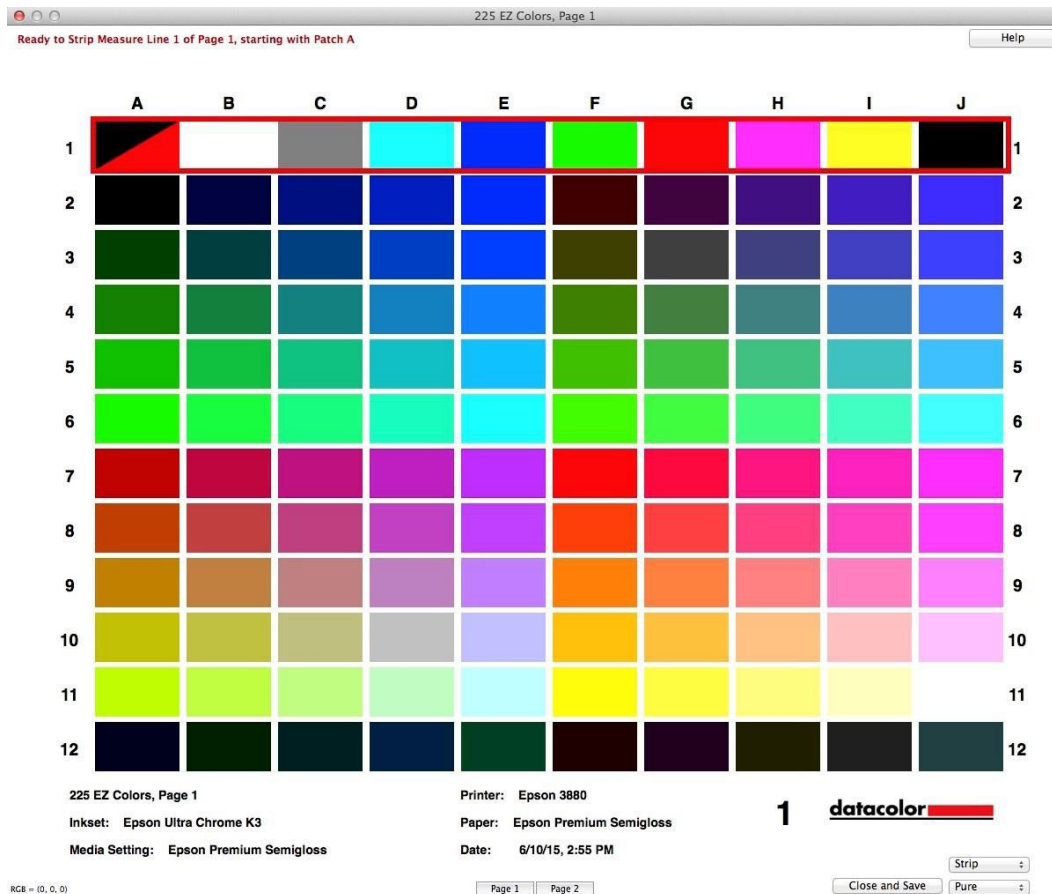 225 EZ Colors, Page 1
Ready to Strip Measure Line 1 of Page 1, starting with Patch A
Help
A B C D E F G H I J
1 1
2 2
3 3
4 4
5 5
6 6
7 7
8 8
9 9
10 10
11 11
12 12
225 EZ Colors, Page 1
Inkset: Epson Ultra Chrome K3
Media Setting: Epson Premium Semigloss
Printer: Epson 3880
Paper: Epson Premium Semigloss
Date: 6/10/15, 2:55 PM
1
datacolor
Strip
RGB = (0, 0, 0)
Page 1 Page 2
Close and Save
Pure